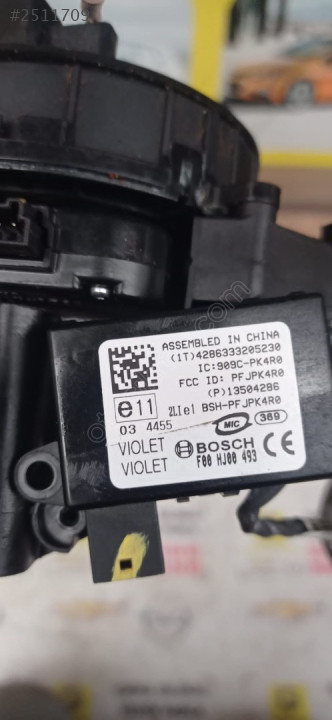 #2511709
ASSEMBLED IN CHINA
(1T)4286333205230
IC:909C-PK4R0
FCC ID: PFJPK4R0
(P)13504286
e11
2LIel BSH-PFJPK4R0
03 4455
MIC
369
VIOLET
VIOLET
BOSCH
CE
F00 HJ00 493